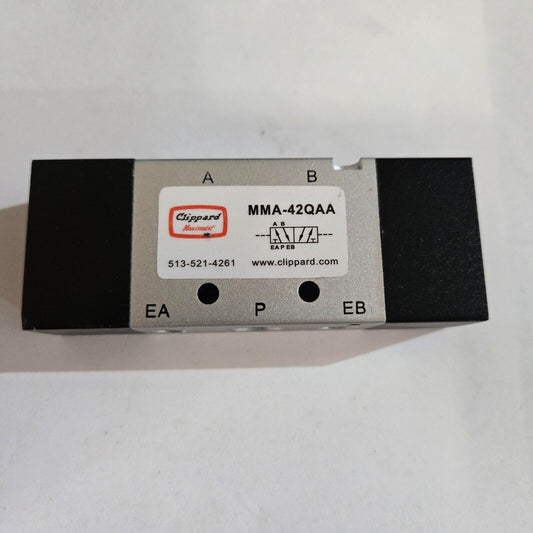 A B
Clippard
Maximatic
MMA-42QAA
A B
EA P EB
513-521-4261 www.clippard.com
EA P EB